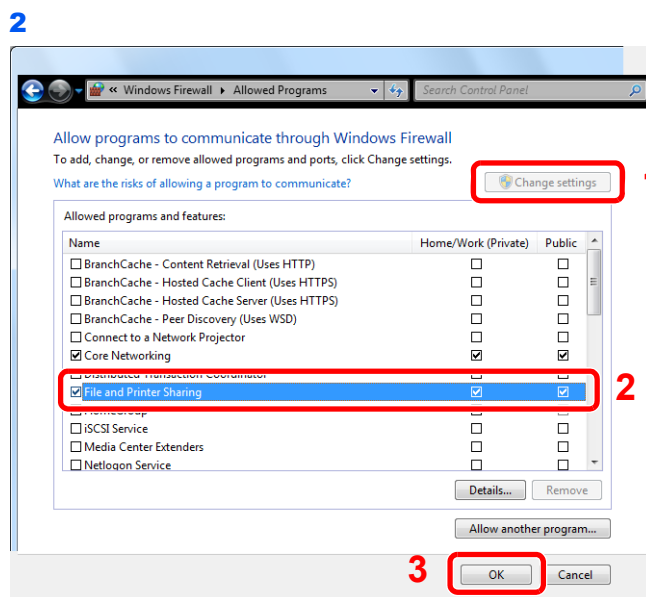 2
« Windows Firewall Allowed Programs Search Control Panel
Allow programs to communicate through Windows Firewall
To add, change, or remove allowed programs and ports, click Change settings.
What are the risks of allowing a program to communicate? Change settings
Allowed programs and features:
Name Home/Work (Private) Public
BranchCache - Content Retrieval (Uses HTTP)
BranchCache - Hosted Cache Client (Uses HTTPS)
BranchCache - Hosted Cache Server (Uses HTTPS)
BranchCache - Peer Discovery (Uses WSD)
Connect to a Network Projector
Core Networking
Distributed Transaction Coordinator
File and Printer Sharing 2
HomeGroup
iSCSI Service
Media Center Extenders
Netlogon Service
Details... Remove
Allow another program...
3 OK Cancel